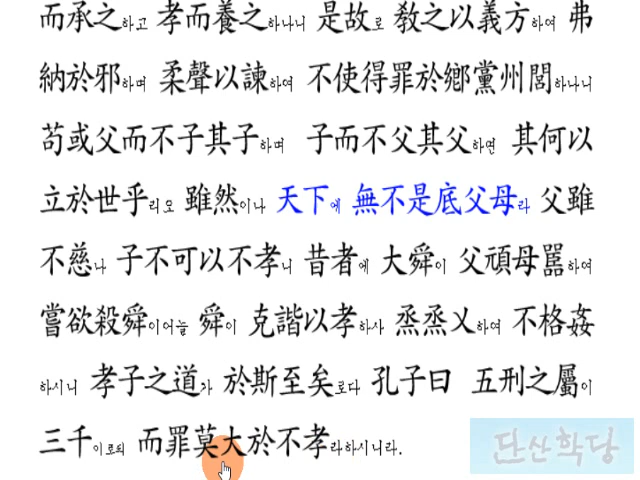 而承之하고 孝而養之하나니 是故로 敎之以義方하여 弗
納於邪하며 柔聲以諫하여 不使得罪於鄕黨州閭하나니
苟或父而不子其子하며 子而不父其父하면 其何以
立於世乎리오 雖然이나 天下에 無不是底父母라 父雖
不慈나 子不可以不孝니 昔者에 大舜이 父頑母嚚하여
嘗欲殺舜이어늘 舜이 克諧以孝하사 烝烝乂하여 不格姦
하시니 孝子之道가 於斯至矣로다 孔子曰 五刑之屬이
三千이로되 而罪莫大於不孝라하시니라.
단산학당